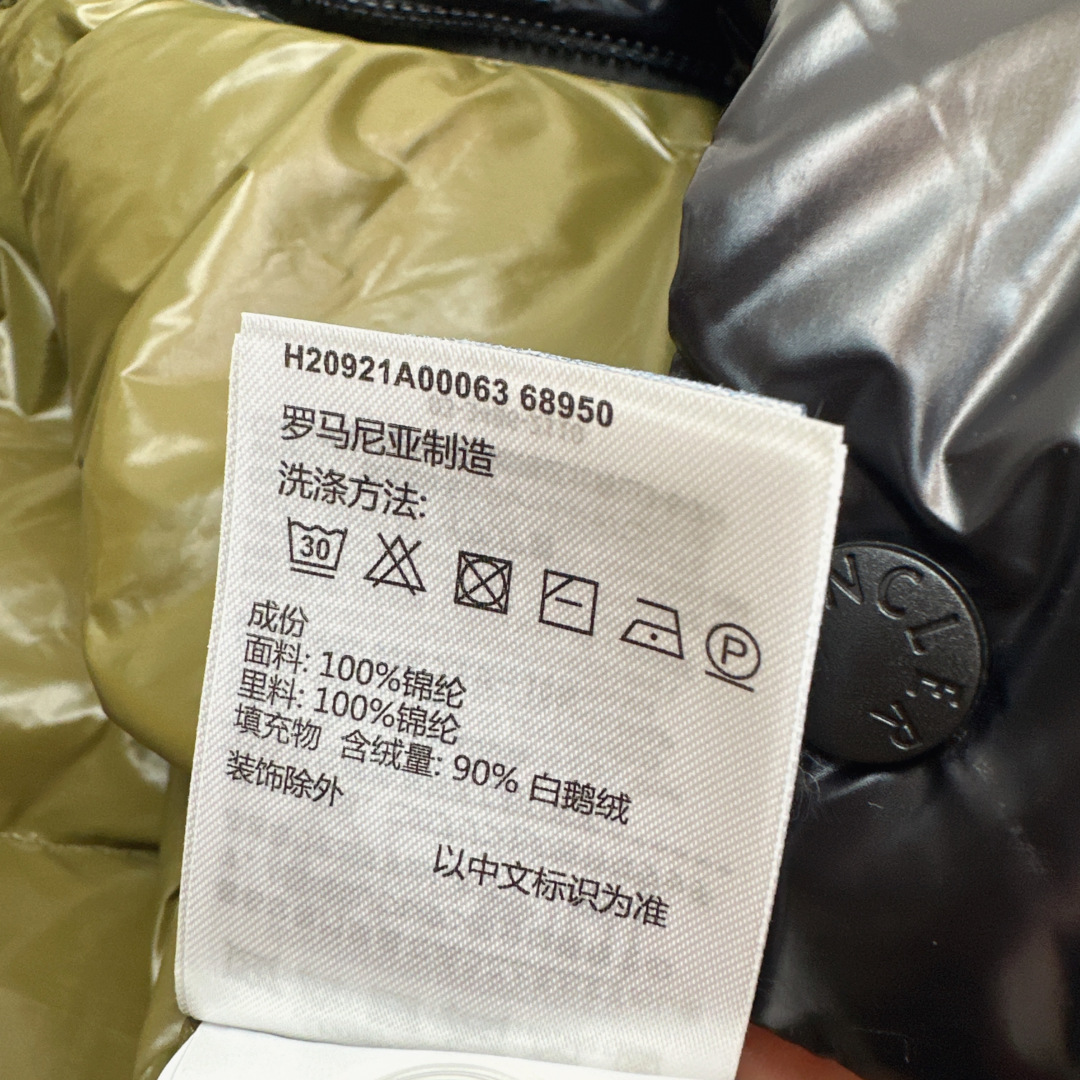 H20921A00063 68950
罗马尼亚制造
洗涤方法:
30
P
成份
面料: 100%锦纶
里料: 100%锦纶
填充物 含绒量: 90% 白鹅绒
装饰除外
以中文标识为准
NCLER